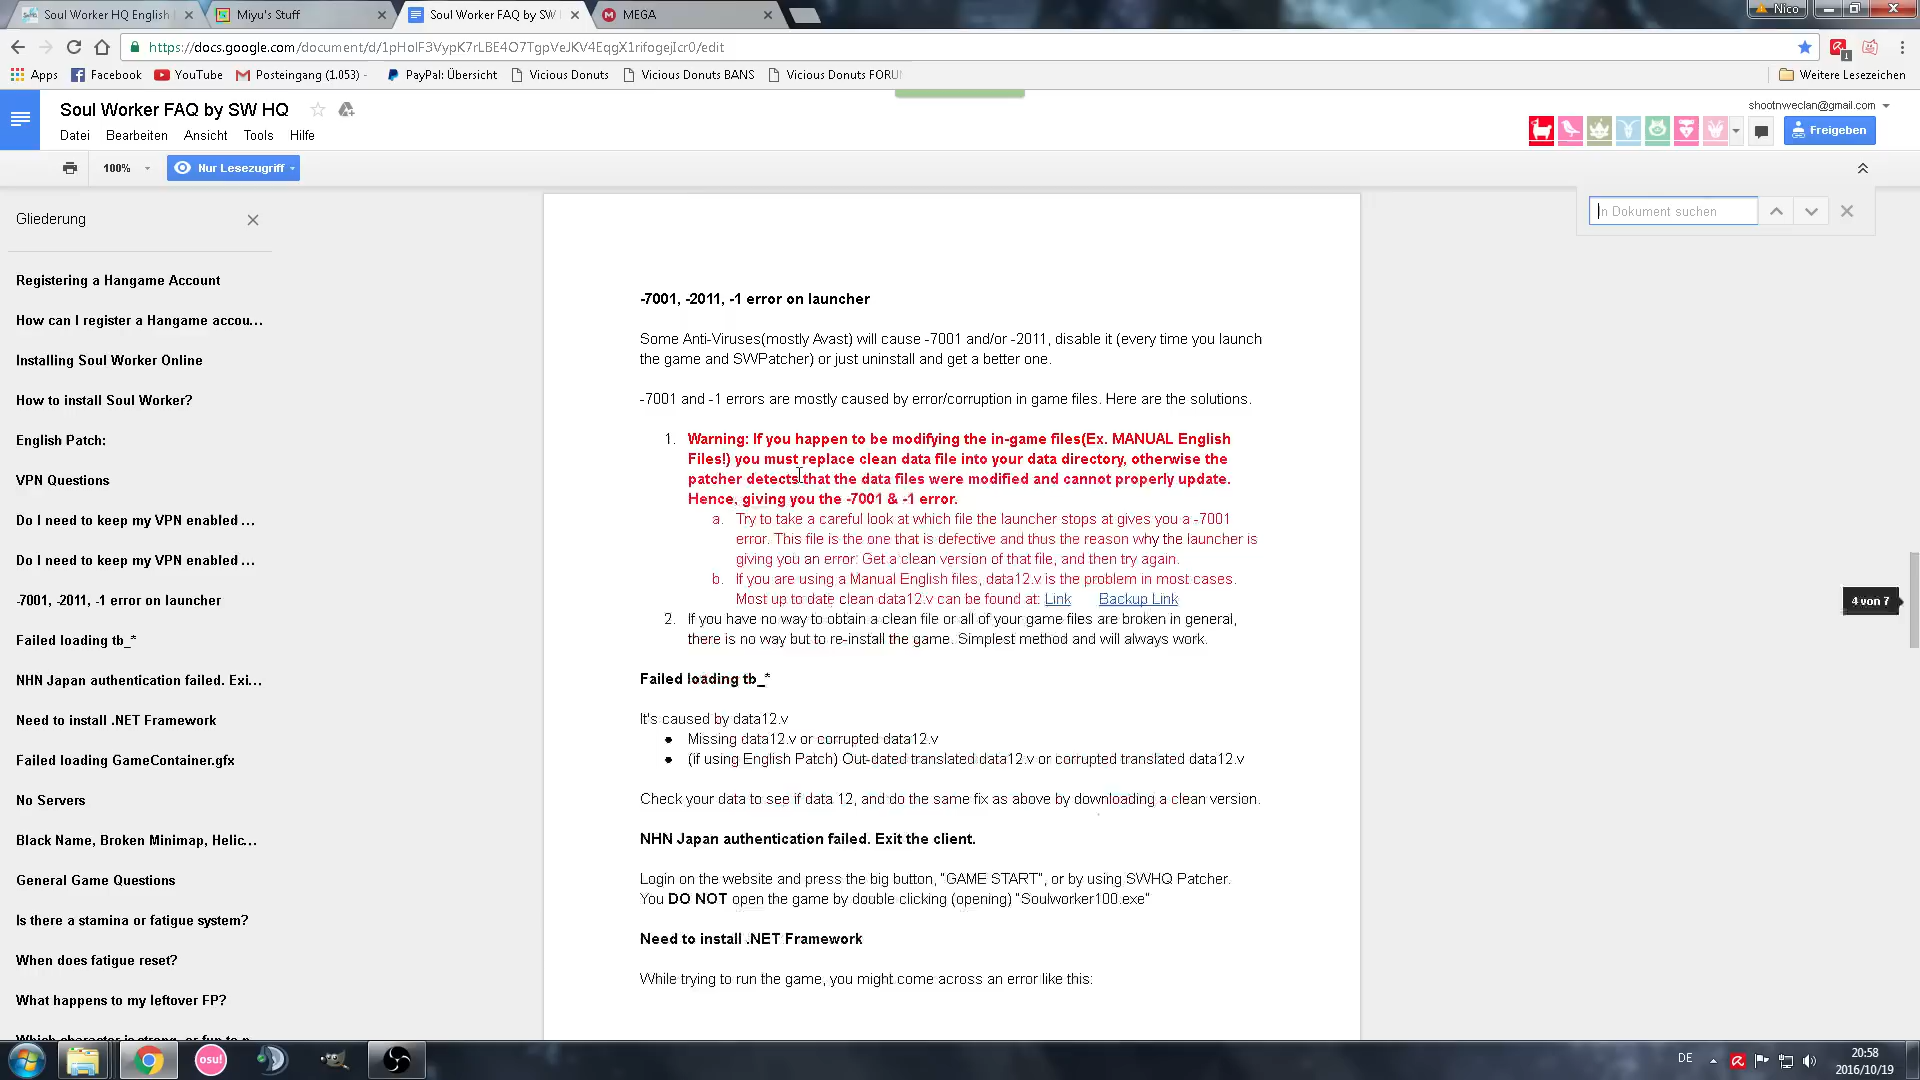 Soul Worker HQ English
Miyu's Stuff
Soul Worker FAQ by SW
MEGA
Nico
https://docs.google.com/document/d/1pHolF3VypK7rLBE4O7TgpVeJKV4EqgX1rifogejIcr0/edit
1
Apps
Facebook
YouTube
Posteingang (1.053) -
PayPal: Übersicht
Vicious Donuts
Vicious Donuts BANS
Vicious Donuts FORU
Weitere Lesezeichen
Soul Worker FAQ by SW HQ
shootnweclan@gmail.com
Datei Bearbeiten Ansicht Tools Hilfe
Freigeben
100%
Nur Lesezugriff
Gliederung
In Dokument suchen
Registering a Hangame Account
How can I register a Hangame accou…
Installing Soul Worker Online
How to install Soul Worker?
English Patch:
VPN Questions
Do I need to keep my VPN enabled …
Do I need to keep my VPN enabled …
-7001, -2011, -1 error on launcher
Failed loading tb_*
NHN Japan authentication failed. Exi…
Need to install .NET Framework
Failed loading GameContainer.gfx
No Servers
Black Name, Broken Minimap, Helic…
General Game Questions
Is there a stamina or fatigue system?
When does fatigue reset?
What happens to my leftover FP?
-7001, -2011, -1 error on launcher
Some Anti-Viruses(mostly Avast) will cause -7001 and/or -2011, disable it (every time you launch
the game and SWPatcher) or just uninstall and get a better one.
-7001 and -1 errors are mostly caused by error/corruption in game files. Here are the solutions.
1. Warning: If you happen to be modifying the in-game files(Ex. MANUAL English
Files!) you must replace clean data file into your data directory, otherwise the
patcher detects that the data files were modified and cannot properly update.
Hence, giving you the -7001 & -1 error.
a. Try to take a careful look at which file the launcher stops at gives you a -7001
error. This file is the one that is defective and thus the reason why the launcher is
giving you an error. Get a clean version of that file, and then try again.
b. If you are using a Manual English files, data12.v is the problem in most cases.
Most up to date clean data12.v can be found at: Link Backup Link
2. If you have no way to obtain a clean file or all of your game files are broken in general,
there is no way but to re-install the game. Simplest method and will always work.
Failed loading tb_*
It's caused by data12.v
● Missing data12.v or corrupted data12.v
● (if using English Patch) Out-dated translated data12.v or corrupted translated data12.v
Check your data to see if data 12, and do the same fix as above by downloading a clean version.
NHN Japan authentication failed. Exit the client.
Login on the website and press the big button, "GAME START", or by using SWHQ Patcher.
You DO NOT open the game by double clicking (opening) "Soulworker100.exe"
Need to install .NET Framework
While trying to run the game, you might come across an error like this:
4 von 7
osu!
DE
20:58
2016/10/19